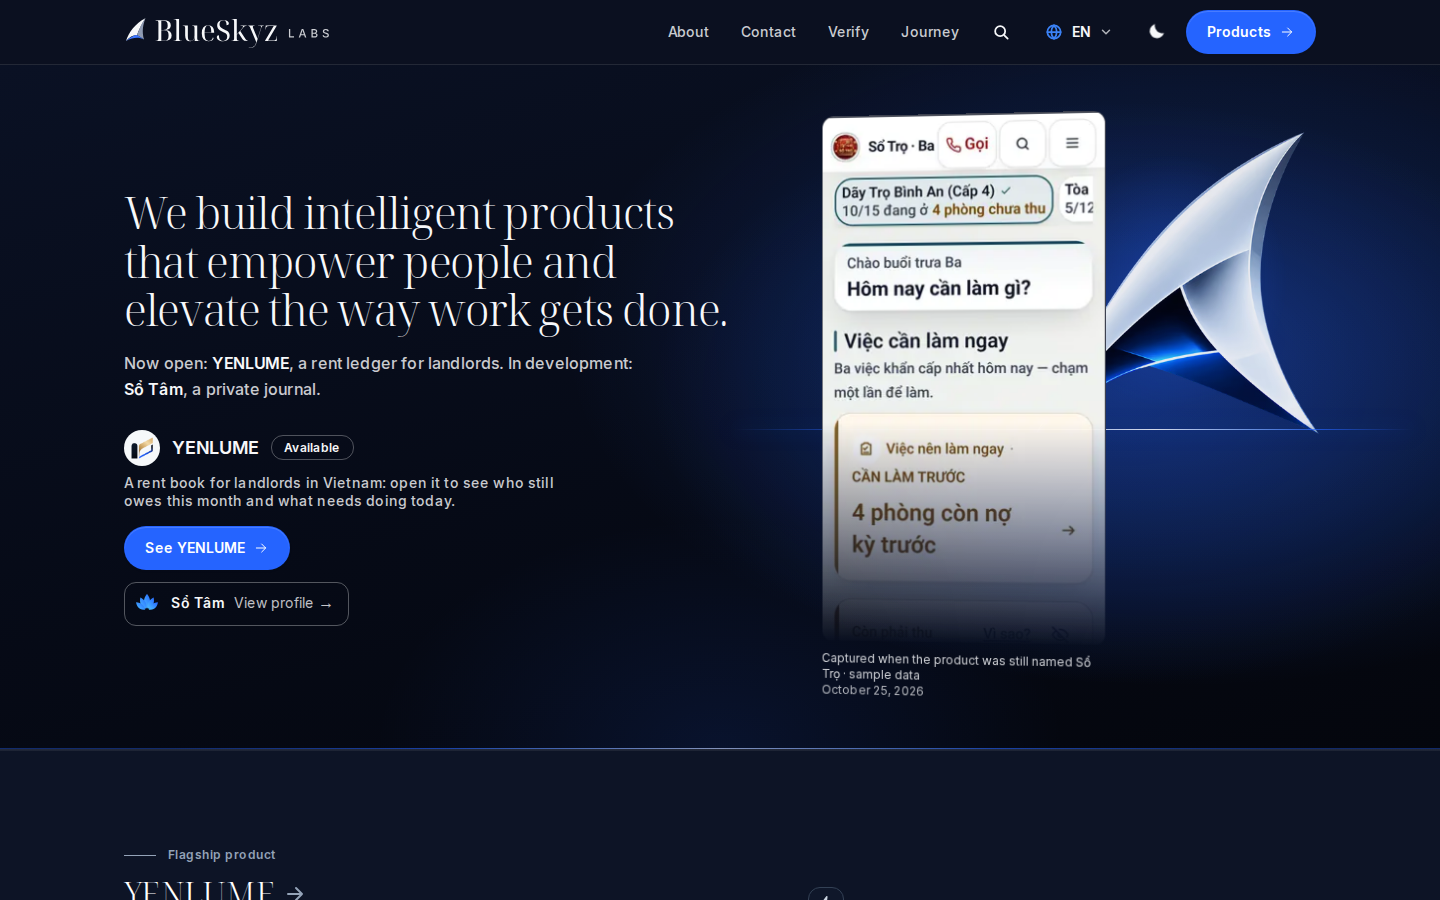 BlueSkyz LABS
About
Contact
Verify
Journey
EN
Products →
We build intelligent products
that empower people and
elevate the way work gets done.
Now open: YENLUME, a rent ledger for landlords. In development:
Sổ Tâm, a private journal.
YENLUME
Available
A rent book for landlords in Vietnam: open it to see who still
owes this month and what needs doing today.
See YENLUME →
Sổ Tâm View profile →
Sổ Trọ · Ba
Gọi
Dãy Trọ Bình An (Cấp 4) ✓
10/15 đang ở 4 phòng chưa thu
Tòa
5/12
Chào buổi trưa Ba
Hôm nay cần làm gì?
Việc cần làm ngay
Ba việc khẩn cấp nhất hôm nay — chạm
một lần để làm.
Việc nên làm ngay ·
CẦN LÀM TRƯỚC
4 phòng còn nợ
kỳ trước
→
Còn phải thu
Vì sao?
Captured when the product was still named Sổ
Trọ · sample data
October 25, 2026
Flagship product
YENLUME →